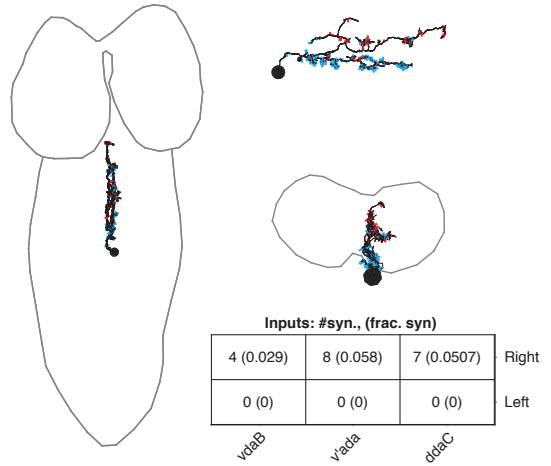 Inputs: #syn., (frac. syn)
4 (0.029) 8 (0.058) 7 (0.0507) Right
0 (0) 0 (0) 0 (0) Left
vdaB v'ada ddaC